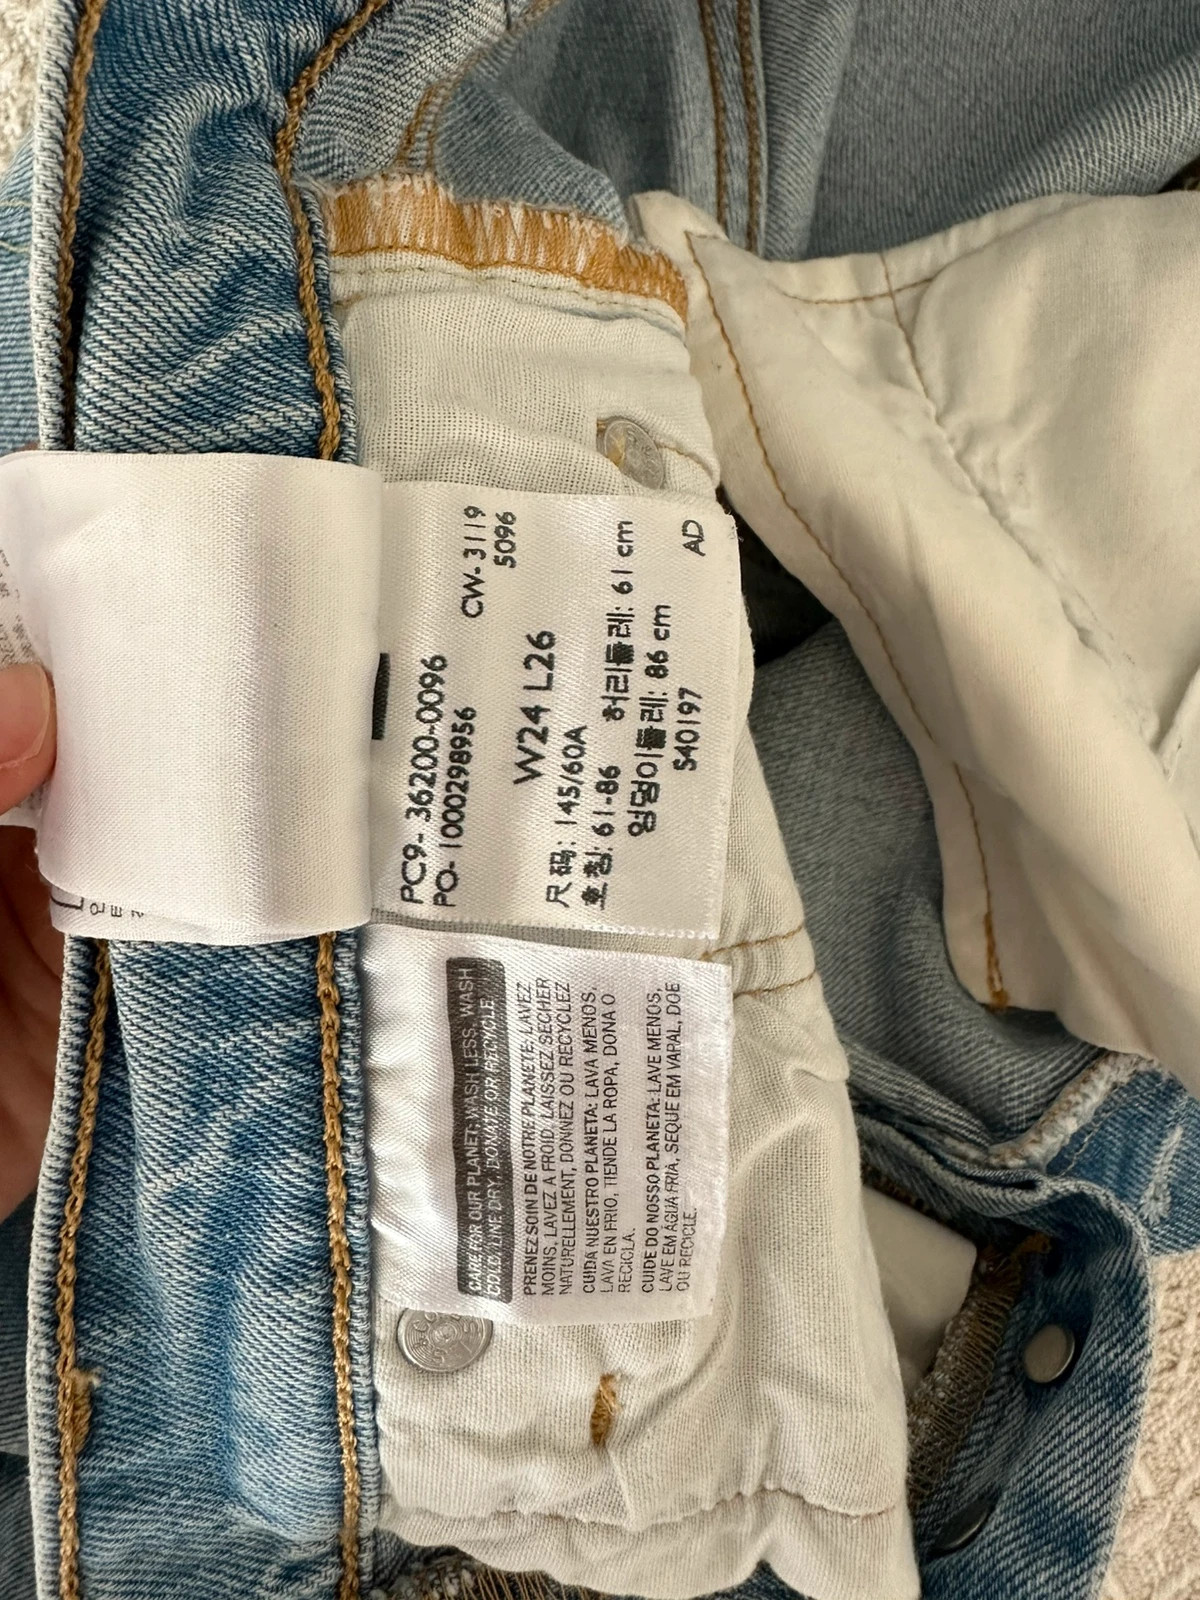 PC9- 36200-0096
PO- 1000298956
CW- 3119
5096
W24 L26
尺码: 145/60A
호칭: 61-86
허리둘레: 61 cm
엉덩이둘레: 86 cm
S40197
AD
CARE FOR OUR PLANET: WASH LESS, WASH
COLD, LINE DRY, DONATE OR RECYCLE.
PRENEZ SOIN DE NOTRE PLANETE: LAVEZ
MOINS, LAVEZ A FROID, LAISSEZ SECHER
NATURELLEMENT, DONNEZ OU RECYCLEZ
CUIDA NUESTRO PLANETA: LAVA MENOS,
LAVA EN FRIO, TIENDE LA ROPA, DONA O
RECICLA.
CUIDE DO NOSSO PLANETA: LAVE MENOS,
LAVE EM ÁGUA FRIA, SEQUE EM VARAL, DOE
OU RECICLE.